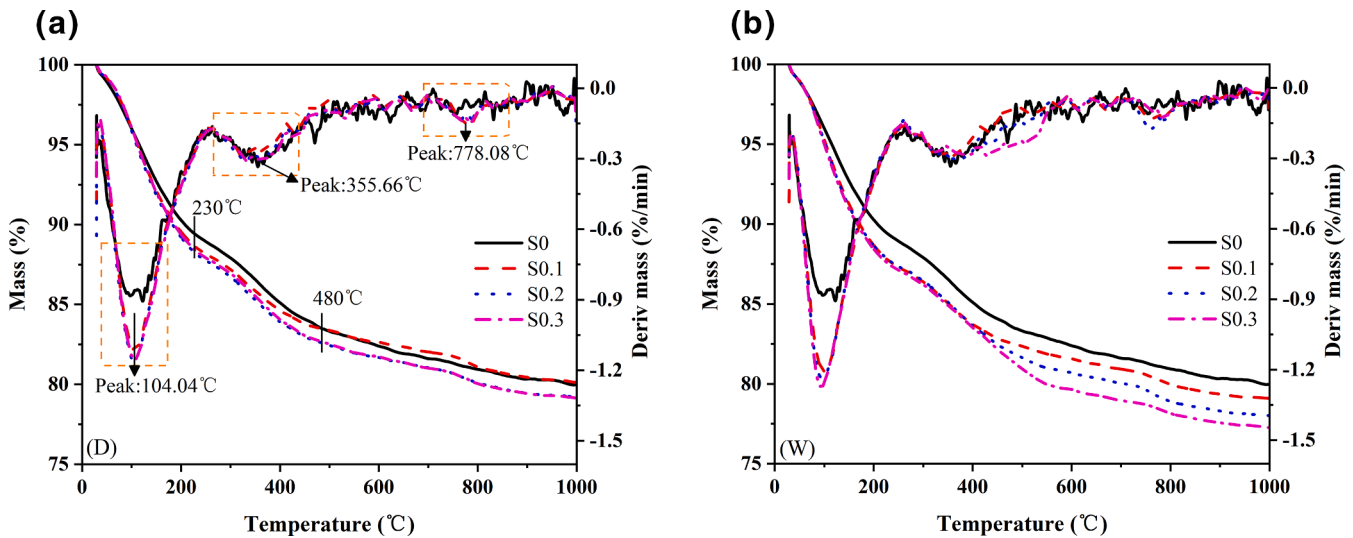 (a)
100
95
90
85
80
75
Mass (%)
0
200
400
600
800
1000
Temperature (℃)
0.0
-0.3
-0.6
-0.9
-1.2
-1.5
Deriv mass (%/min)
Peak:778.08℃
Peak:355.66℃
230℃
480℃
Peak:104.04℃
S0
S0.1
S0.2
S0.3
(D)
(b)
100
95
90
85
80
75
Mass (%)
0
200
400
600
800
1000
Temperature (℃)
0.0
-0.3
-0.6
-0.9
-1.2
-1.5
Deriv mass (%/min)
S0
S0.1
S0.2
S0.3
(W)